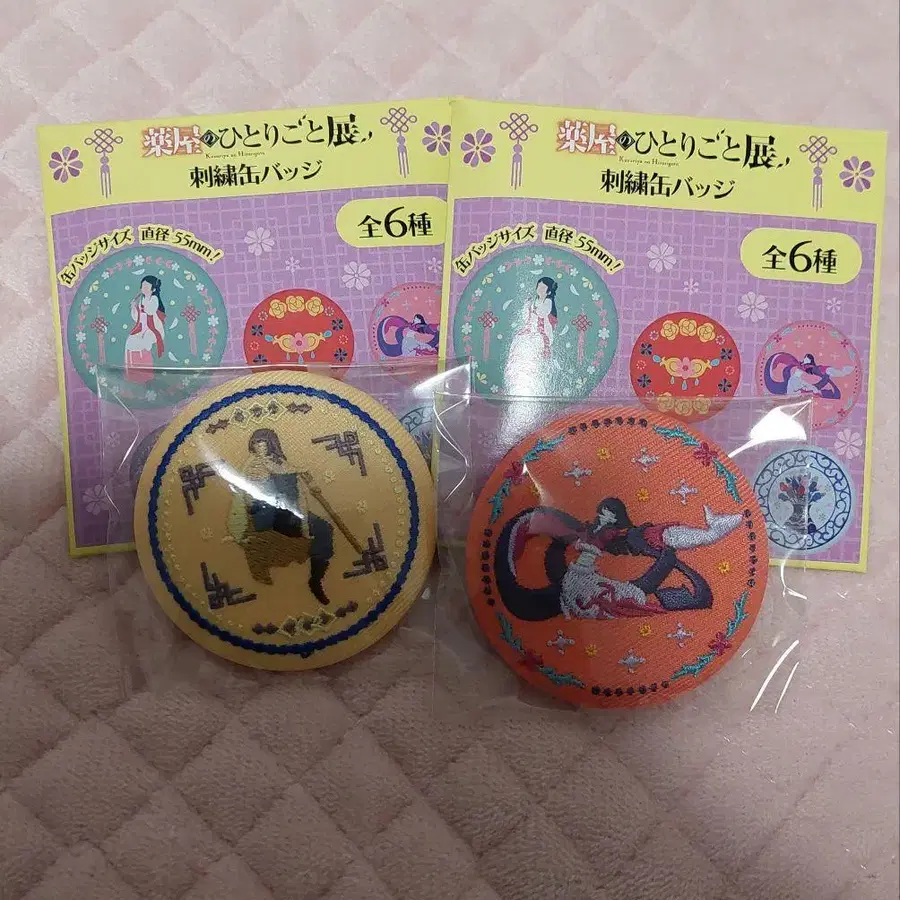 薬屋のひとりごと展
Kusuriya no Hitorigoto
刺繍缶バッジ
全6種
缶バッジサイズ 直径55mm!
薬屋のひとりごと展
Kusuriya no Hitorigoto
刺繍缶バッジ
全6種
缶バッジサイズ 直径55mm!